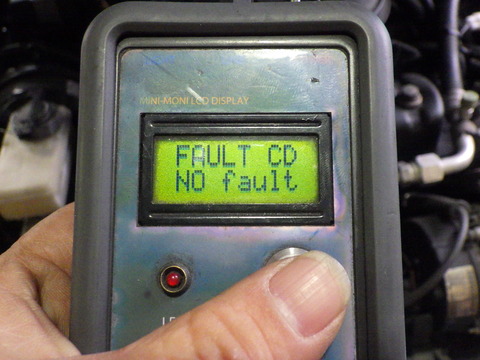 MINI-MONI LCD DISPLAY
FAULT CD
NO fault